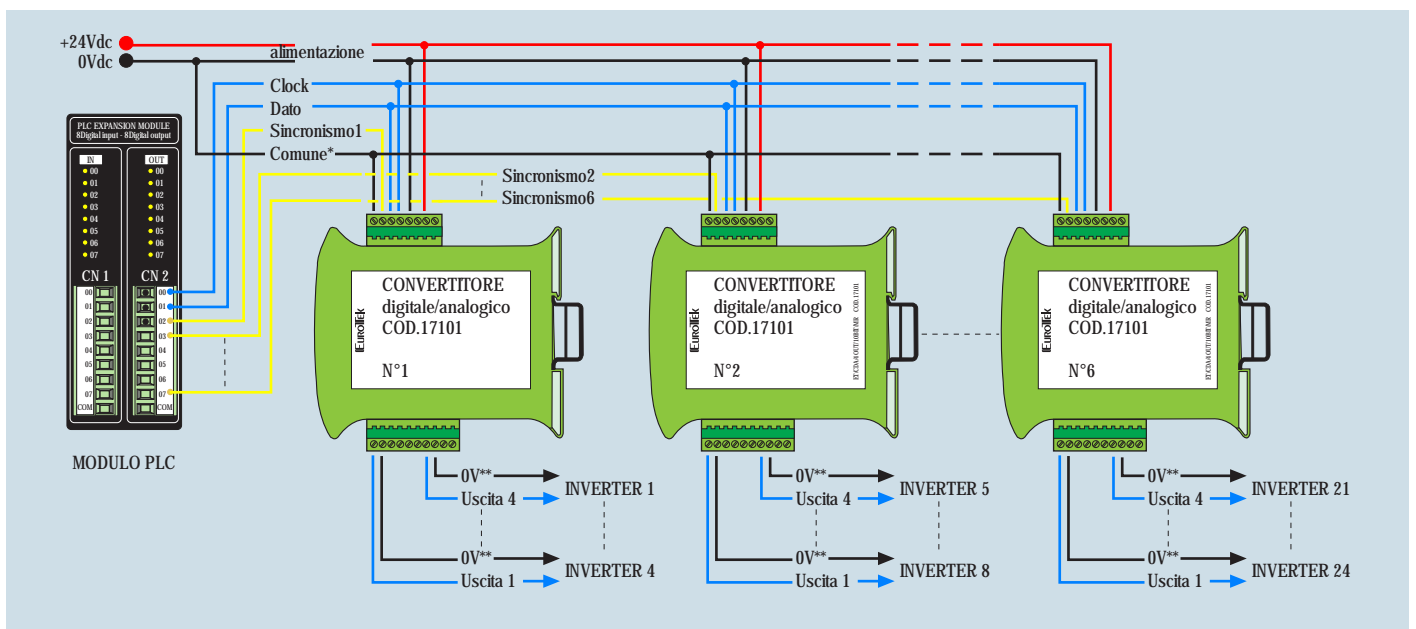 +24Vdc
0Vdc
alimentazione
Clock
Dato
Sincronismo1
Comune*
Sincronismo2
Sincronismo6
PLC EXPANSION MODULE
8Digital input - 8Digital output
IN OUT
00 00
01 01
02 02
03 03
04 04
05 05
06 06
07 07
CN 1 CN 2
00 00
01 01
02 02
03 03
04 04
05 05
06 06
07 07
COM COM
MODULO PLC
EUROTEK
CONVERTITORE
digitale/analogico
COD.17101
N°1
EUROTEK
CONVERTITORE
digitale/analogico
COD.17101
N°2
COD.17101
EUROTEK
CONVERTITORE
digitale/analogico
COD.17101
N°6
COD.17101
0V**
Uscita 4
INVERTER 1
0V**
Uscita 1
INVERTER 4
0V**
Uscita 4
INVERTER 5
0V**
Uscita 1
INVERTER 8
0V**
Uscita 4
INVERTER 21
0V**
Uscita 1
INVERTER 24